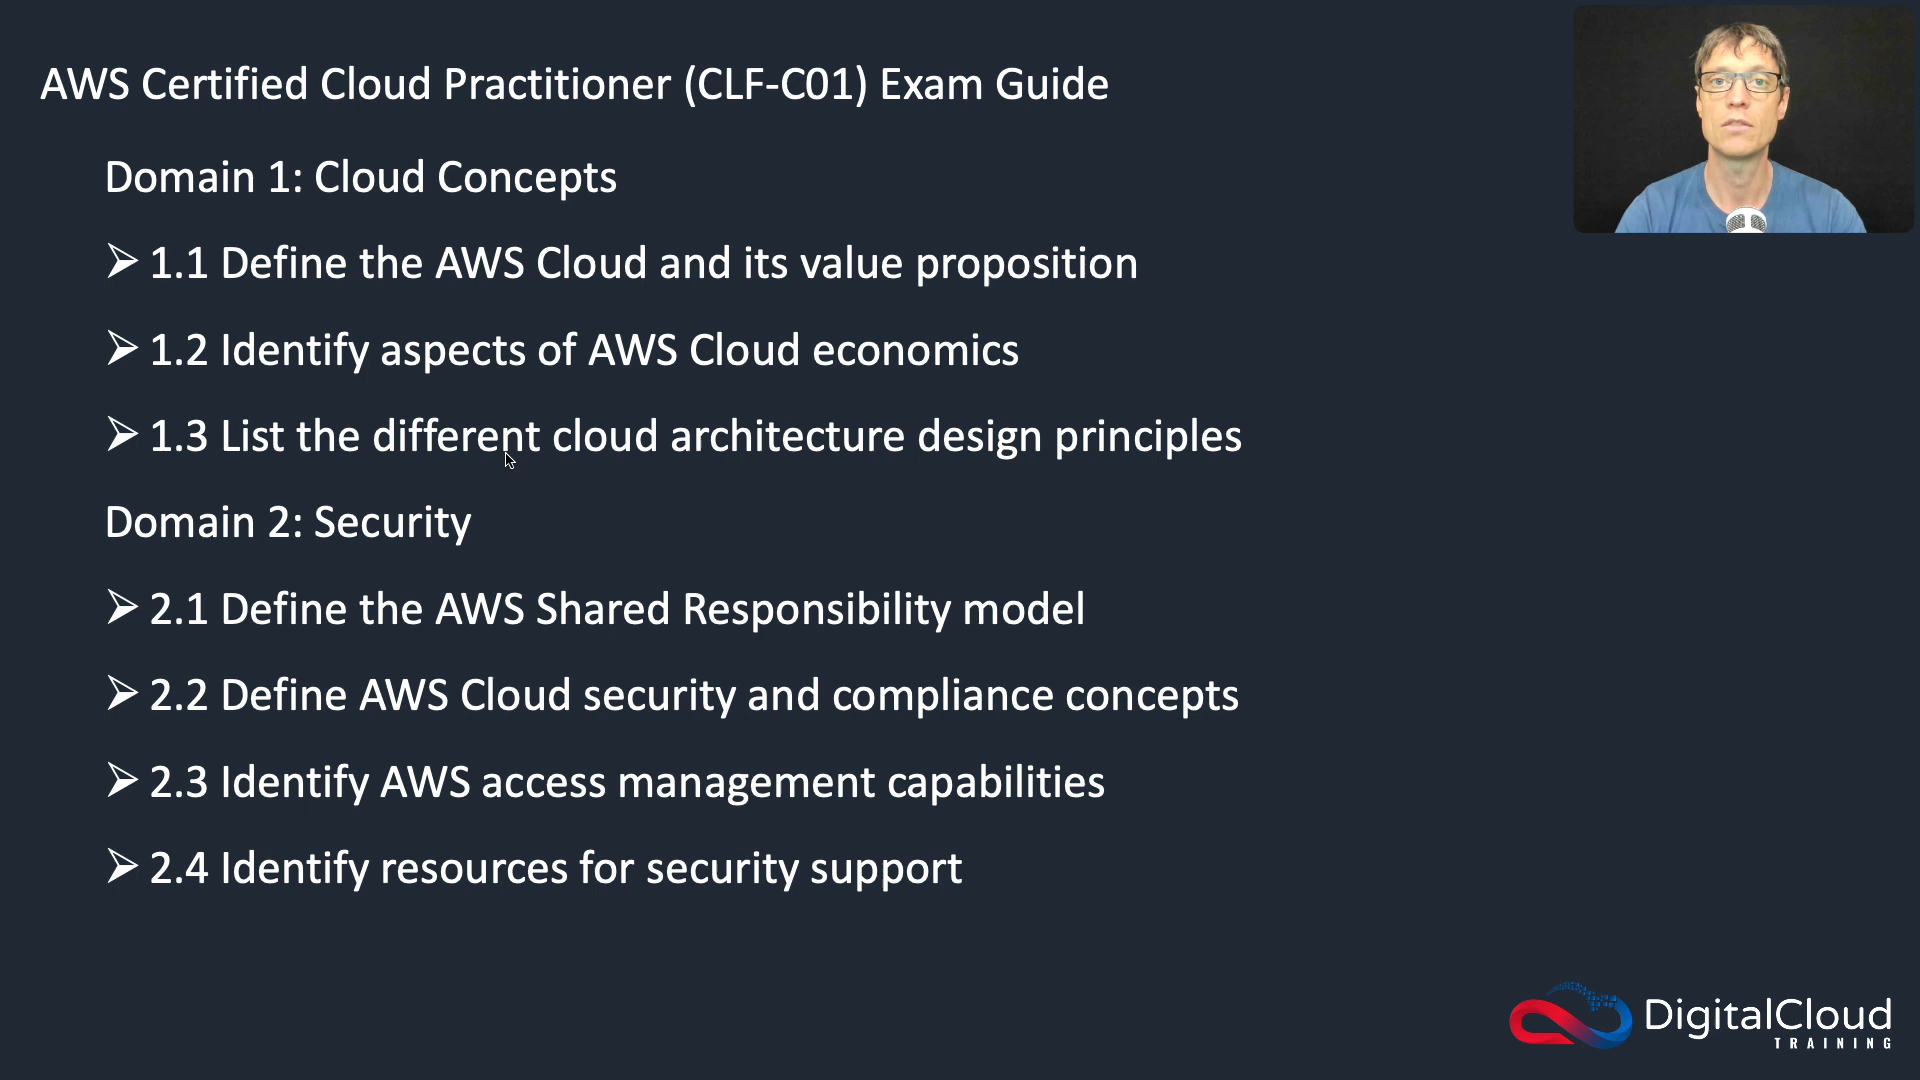 AWS Certified Cloud Practitioner (CLF-C01) Exam Guide
Domain 1: Cloud Concepts
1.1 Define the AWS Cloud and its value proposition
1.2 Identify aspects of AWS Cloud economics
1.3 List the different cloud architecture design principles
Domain 2: Security
2.1 Define the AWS Shared Responsibility model
2.2 Define AWS Cloud security and compliance concepts
2.3 Identify AWS access management capabilities
2.4 Identify resources for security support
DigitalCloud
TRAINING